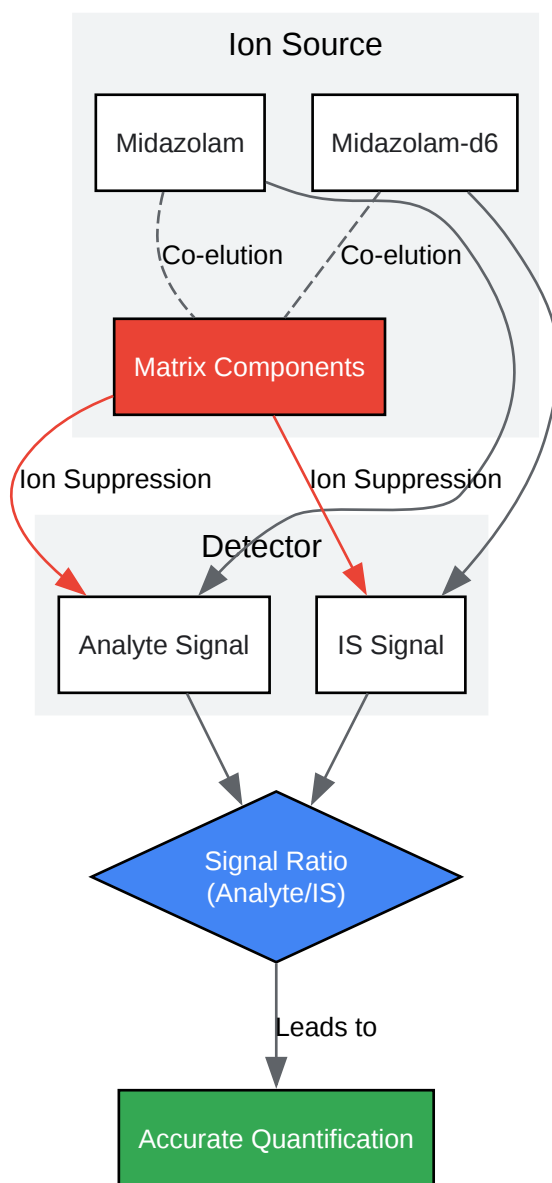 Ion Source
Midazolam
Midazolam-d6
Co-elution
Co-elution
Matrix Components
Ion Suppression
Ion Suppression
Detector
Analyte Signal
IS Signal
Signal Ratio
(Analyte/IS)
Leads to
Accurate Quantification